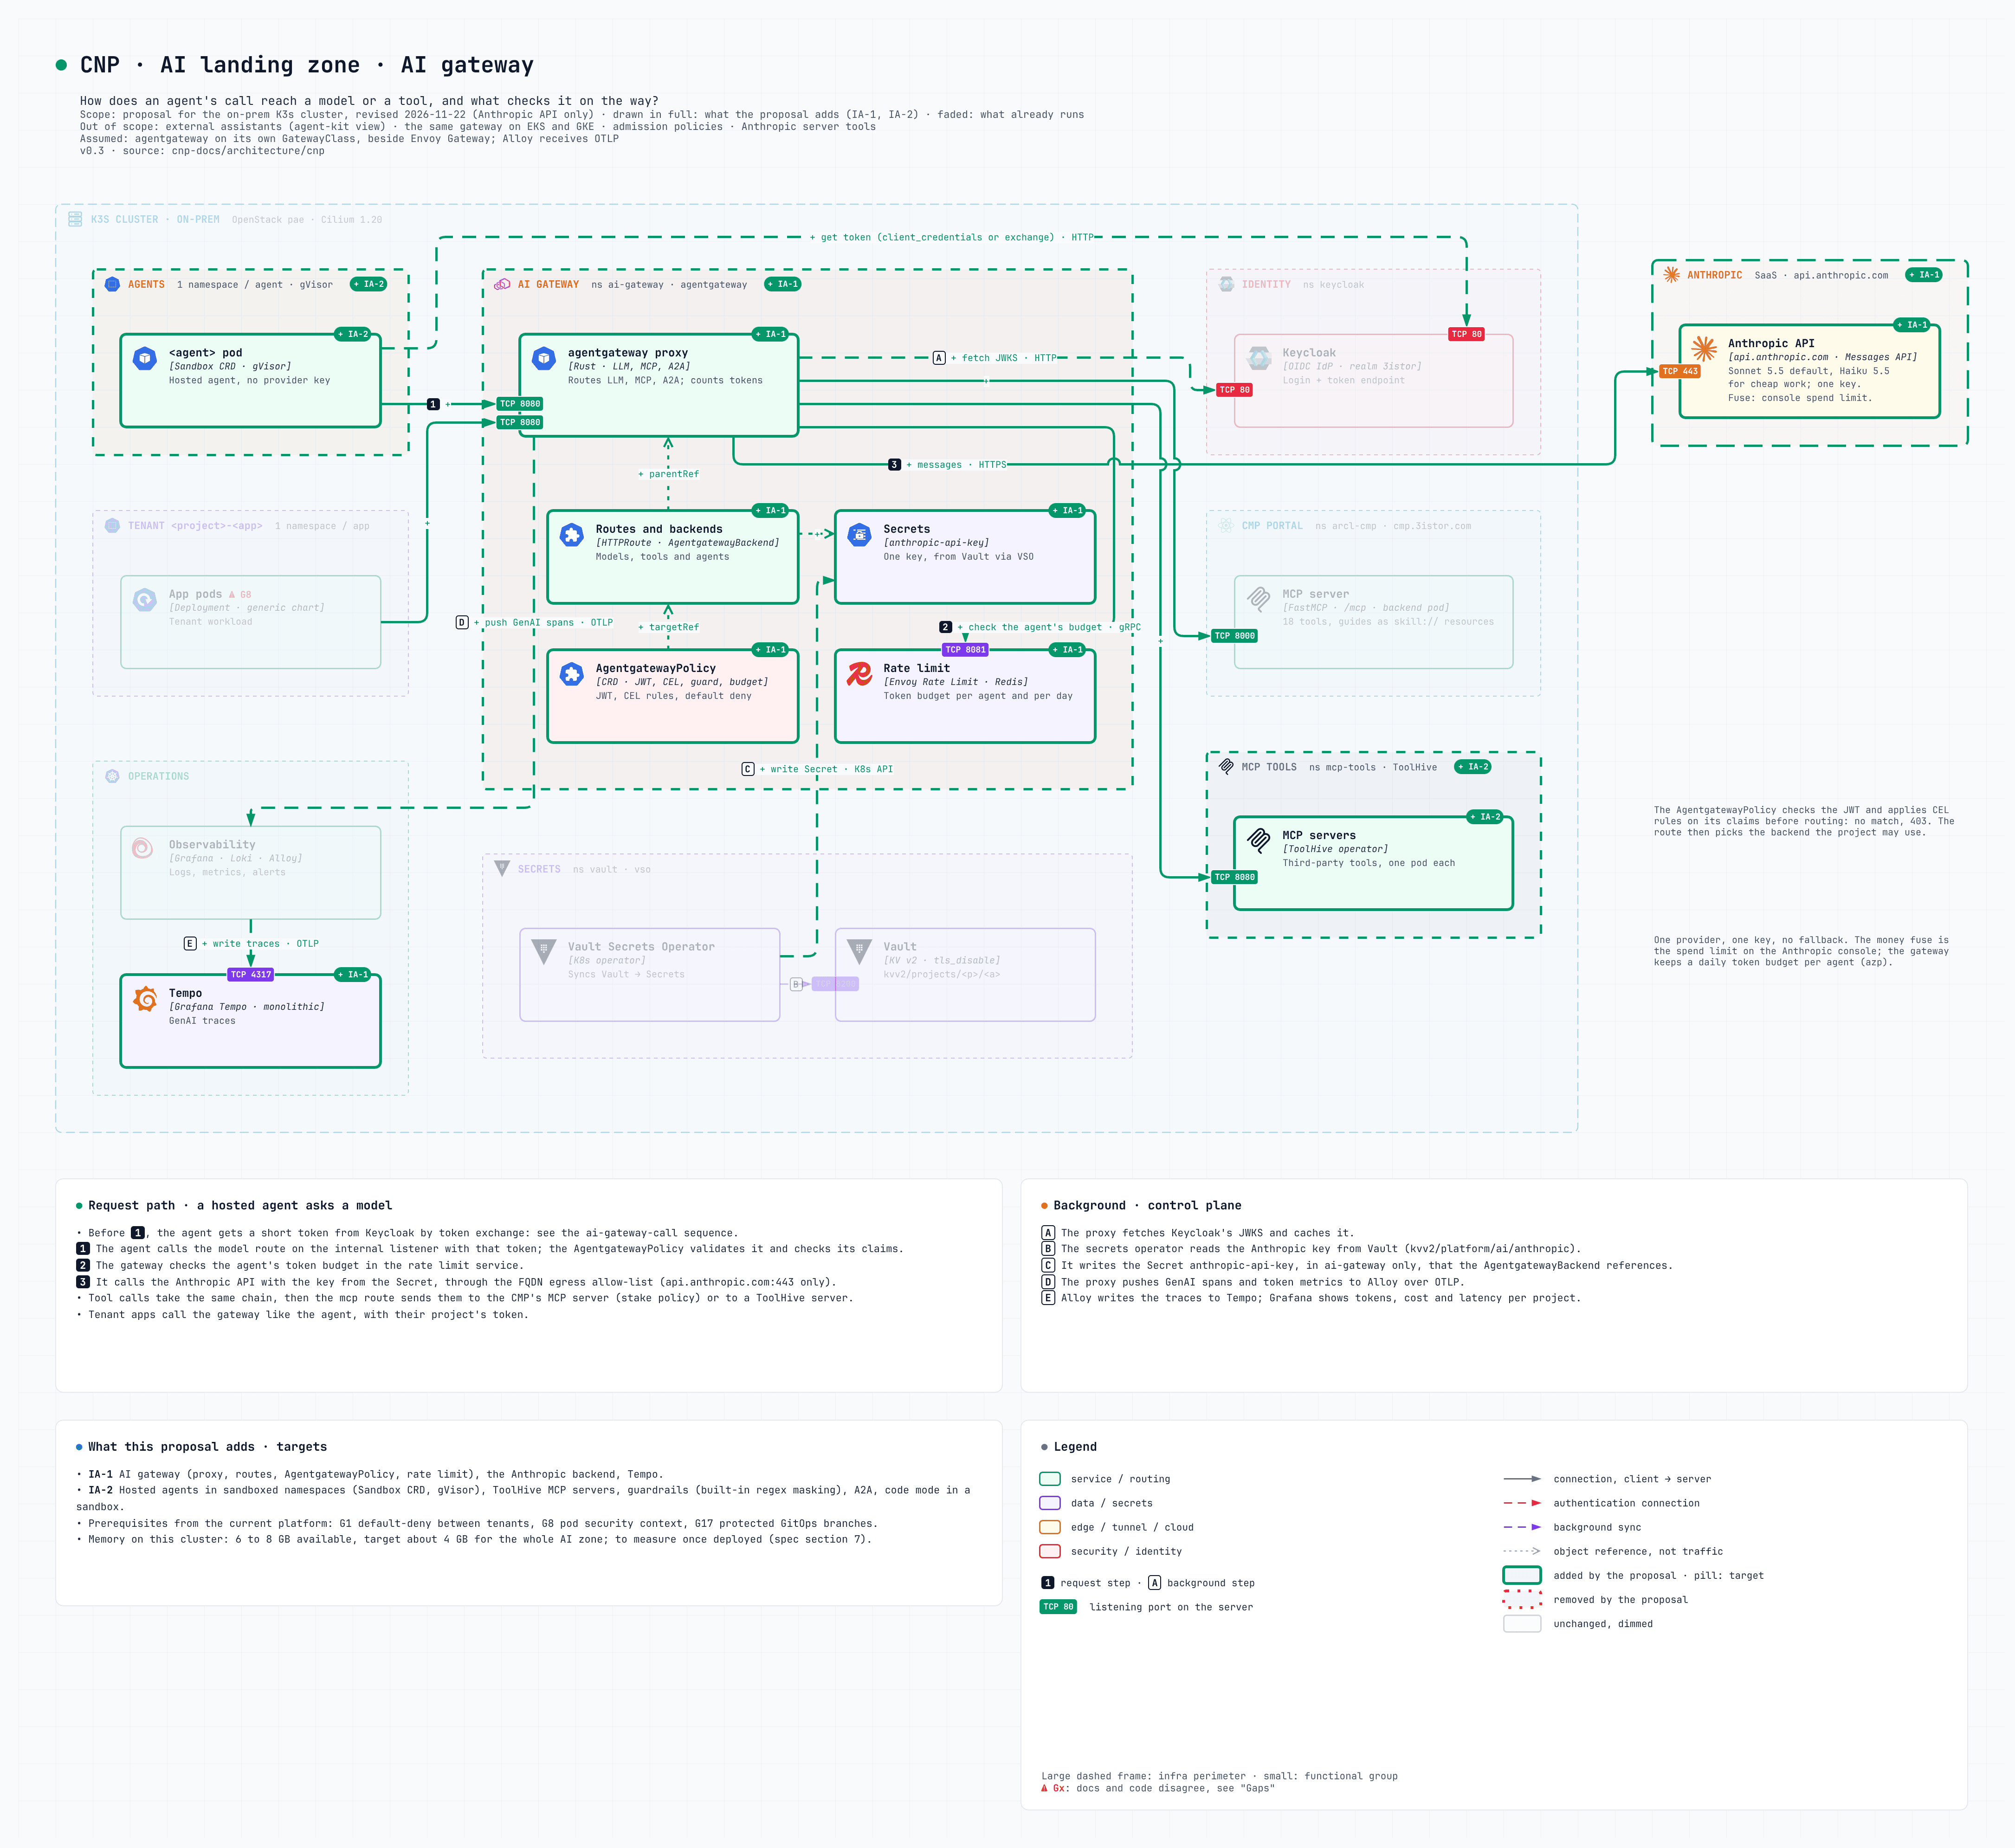 CNP · AI landing zone · AI gateway
How does an agent's call reach a model or a tool, and what checks it on the way?
Scope: proposal for the on-prem K3s cluster, revised 2026-11-22 (Anthropic API only) · drawn in full: what the proposal adds (IA-1, IA-2) · faded: what already runs
Out of scope: external assistants (agent-kit view) · the same gateway on EKS and GKE · admission policies · Anthropic server tools
Assumed: agentgateway on its own GatewayClass, beside Envoy Gateway; Alloy receives OTLP
v0.3 · source: cnp-docs/architecture/cnp
K3S CLUSTER · ON-PREM OpenStack pae · Cilium 1.20
+ get token (client_credentials or exchange) · HTTP
AGENTS 1 namespace / agent · gVisor + IA-2
+ IA-2
<agent> pod
[Sandbox CRD · gVisor]
Hosted agent, no provider key
1 +
TCP 8080
TCP 8080
AI GATEWAY ns ai-gateway · agentgateway + IA-1
+ IA-1
agentgateway proxy
[Rust · LLM, MCP, A2A]
Routes LLM, MCP, A2A; counts tokens
A + fetch JWKS · HTTP
+
IDENTITY ns keycloak
TCP 80
TCP 80
Keycloak
[OIDC IdP · realm 3istor]
Login + token endpoint
ANTHROPIC SaaS · api.anthropic.com + IA-1
+ IA-1
TCP 443
Anthropic API
[api.anthropic.com · Messages API]
Sonnet 5.5 default, Haiku 5.5
for cheap work; one key.
Fuse: console spend limit.
3 + messages · HTTPS
+ parentRef
TENANT <project>-<app> 1 namespace / app
+
App pods G8
[Deployment · generic chart]
Tenant workload
+ IA-1
Routes and backends
[HTTPRoute · AgentgatewayBackend]
Models, tools and agents
+
+ IA-1
Secrets
[anthropic-api-key]
One key, from Vault via VSO
CMP PORTAL ns arcl-cmp · cmp.3istor.com
MCP server
[FastMCP · /mcp · backend pod]
18 tools, guides as skill:// resources
TCP 8000
D + push GenAI spans · OTLP
+ targetRef
2 + check the agent's budget · gRPC
+
TCP 8081
+ IA-1
AgentgatewayPolicy
[CRD · JWT, CEL, guard, budget]
JWT, CEL rules, default deny
+ IA-1
Rate limit
[Envoy Rate Limit · Redis]
Token budget per agent and per day
C + write Secret · K8s API
OPERATIONS
Observability
[Grafana · Loki · Alloy]
Logs, metrics, alerts
E + write traces · OTLP
TCP 4317
+ IA-1
Tempo
[Grafana Tempo · monolithic]
GenAI traces
SECRETS ns vault · vso
Vault Secrets Operator
[K8s operator]
Syncs Vault → Secrets
B
Vault
[KV v2 · tls_disable]
kvv2/projects/<p>/<a>
MCP TOOLS ns mcp-tools · ToolHive + IA-2
+ IA-2
MCP servers
[ToolHive operator]
Third-party tools, one pod each
TCP 8080
The AgentgatewayPolicy checks the JWT and applies CEL
rules on its claims before routing: no match, 403. The
route then picks the backend the project may use.
One provider, one key, no fallback. The money fuse is
the spend limit on the Anthropic console; the gateway
keeps a daily token budget per agent (azp).
Request path · a hosted agent asks a model
• Before 1, the agent gets a short token from Keycloak by token exchange: see the ai-gateway-call sequence.
1 The agent calls the model route on the internal listener with that token; the AgentgatewayPolicy validates it and checks its claims.
2 The gateway checks the agent's token budget in the rate limit service.
3 It calls the Anthropic API with the key from the Secret, through the FQDN egress allow-list (api.anthropic.com:443 only).
• Tool calls take the same chain, then the mcp route sends them to the CMP's MCP server (stake policy) or to a ToolHive server.
• Tenant apps call the gateway like the agent, with their project's token.
Background · control plane
A The proxy fetches Keycloak's JWKS and caches it.
B The secrets operator reads the Anthropic key from Vault (kvv2/platform/ai/anthropic).
C It writes the Secret anthropic-api-key, in ai-gateway only, that the AgentgatewayBackend references.
D The proxy pushes GenAI spans and token metrics to Alloy over OTLP.
E Alloy writes the traces to Tempo; Grafana shows tokens, cost and latency per project.
What this proposal adds · targets
• IA-1 AI gateway (proxy, routes, AgentgatewayPolicy, rate limit), the Anthropic backend, Tempo.
• IA-2 Hosted agents in sandboxed namespaces (Sandbox CRD, gVisor), ToolHive MCP servers, guardrails (built-in regex masking), A2A, code mode in a
sandbox.
• Prerequisites from the current platform: G1 default-deny between tenants, G8 pod security context, G17 protected GitOps branches.
• Memory on this cluster: 6 to 8 GB available, target about 4 GB for the whole AI zone; to measure once deployed (spec section 7).
Legend
service / routing
data / secrets
edge / tunnel / cloud
security / identity
1 request step · A background step
TCP 80 listening port on the server
connection, client → server
authentication connection
background sync
object reference, not traffic
added by the proposal · pill: target
removed by the proposal
unchanged, dimmed
Large dashed frame: infra perimeter · small: functional group
Gx: docs and code disagree, see "Gaps"